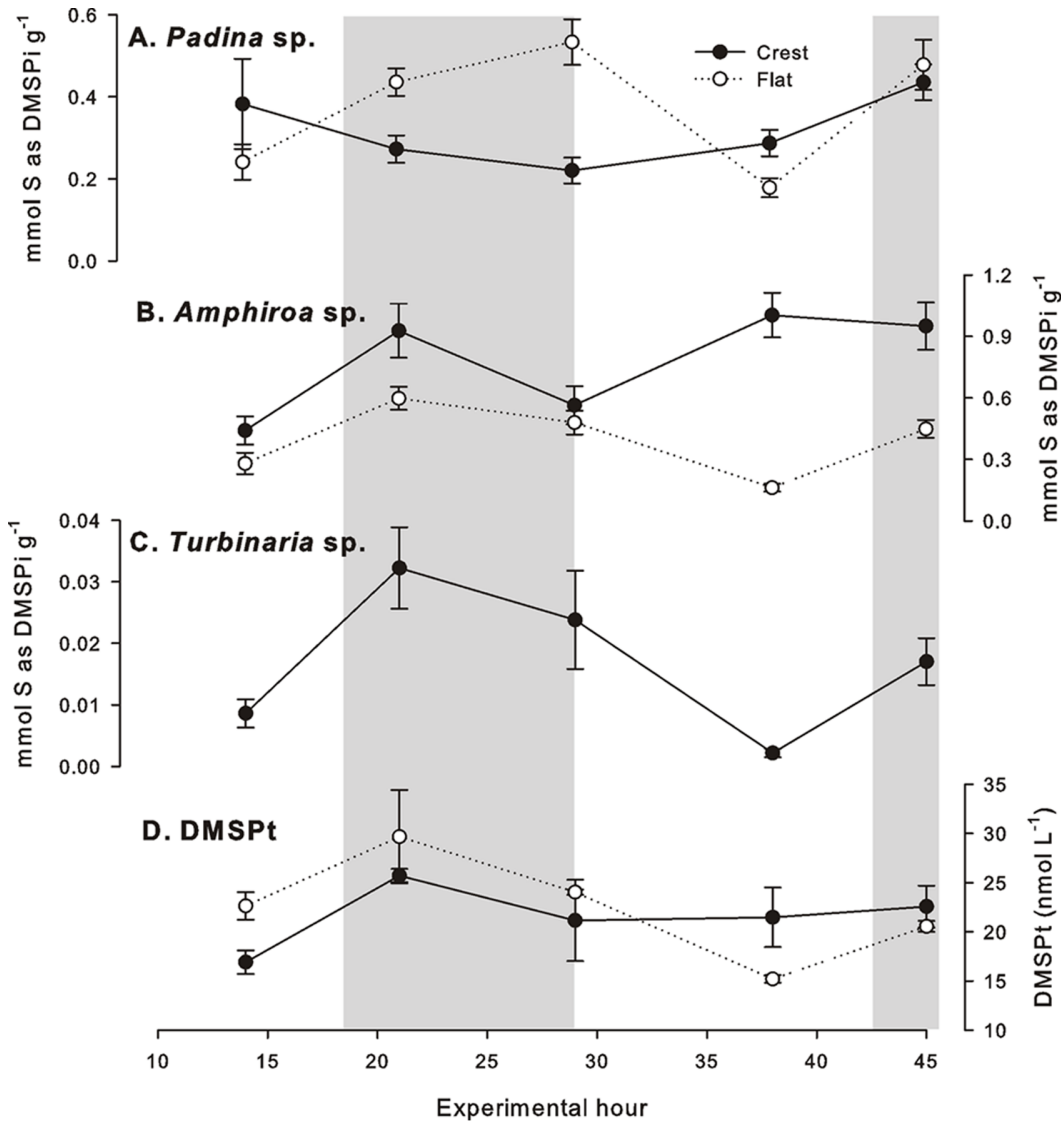 0.6
0.4
0.2
0.0
mmol S as DMSPi g-1
A. Padina sp.
Crest
Flat
B. Amphiroa sp.
1.2
0.9
0.6
0.3
0.0
mmol S as DMSPi g-1
0.04
0.03
0.02
0.01
0.00
mmol S as DMSPi g-1
C. Turbinaria sp.
D. DMSPt
35
30
25
20
15
10
DMSPt (nmol L-1)
10 15 20 25 30 35 40 45
Experimental hour